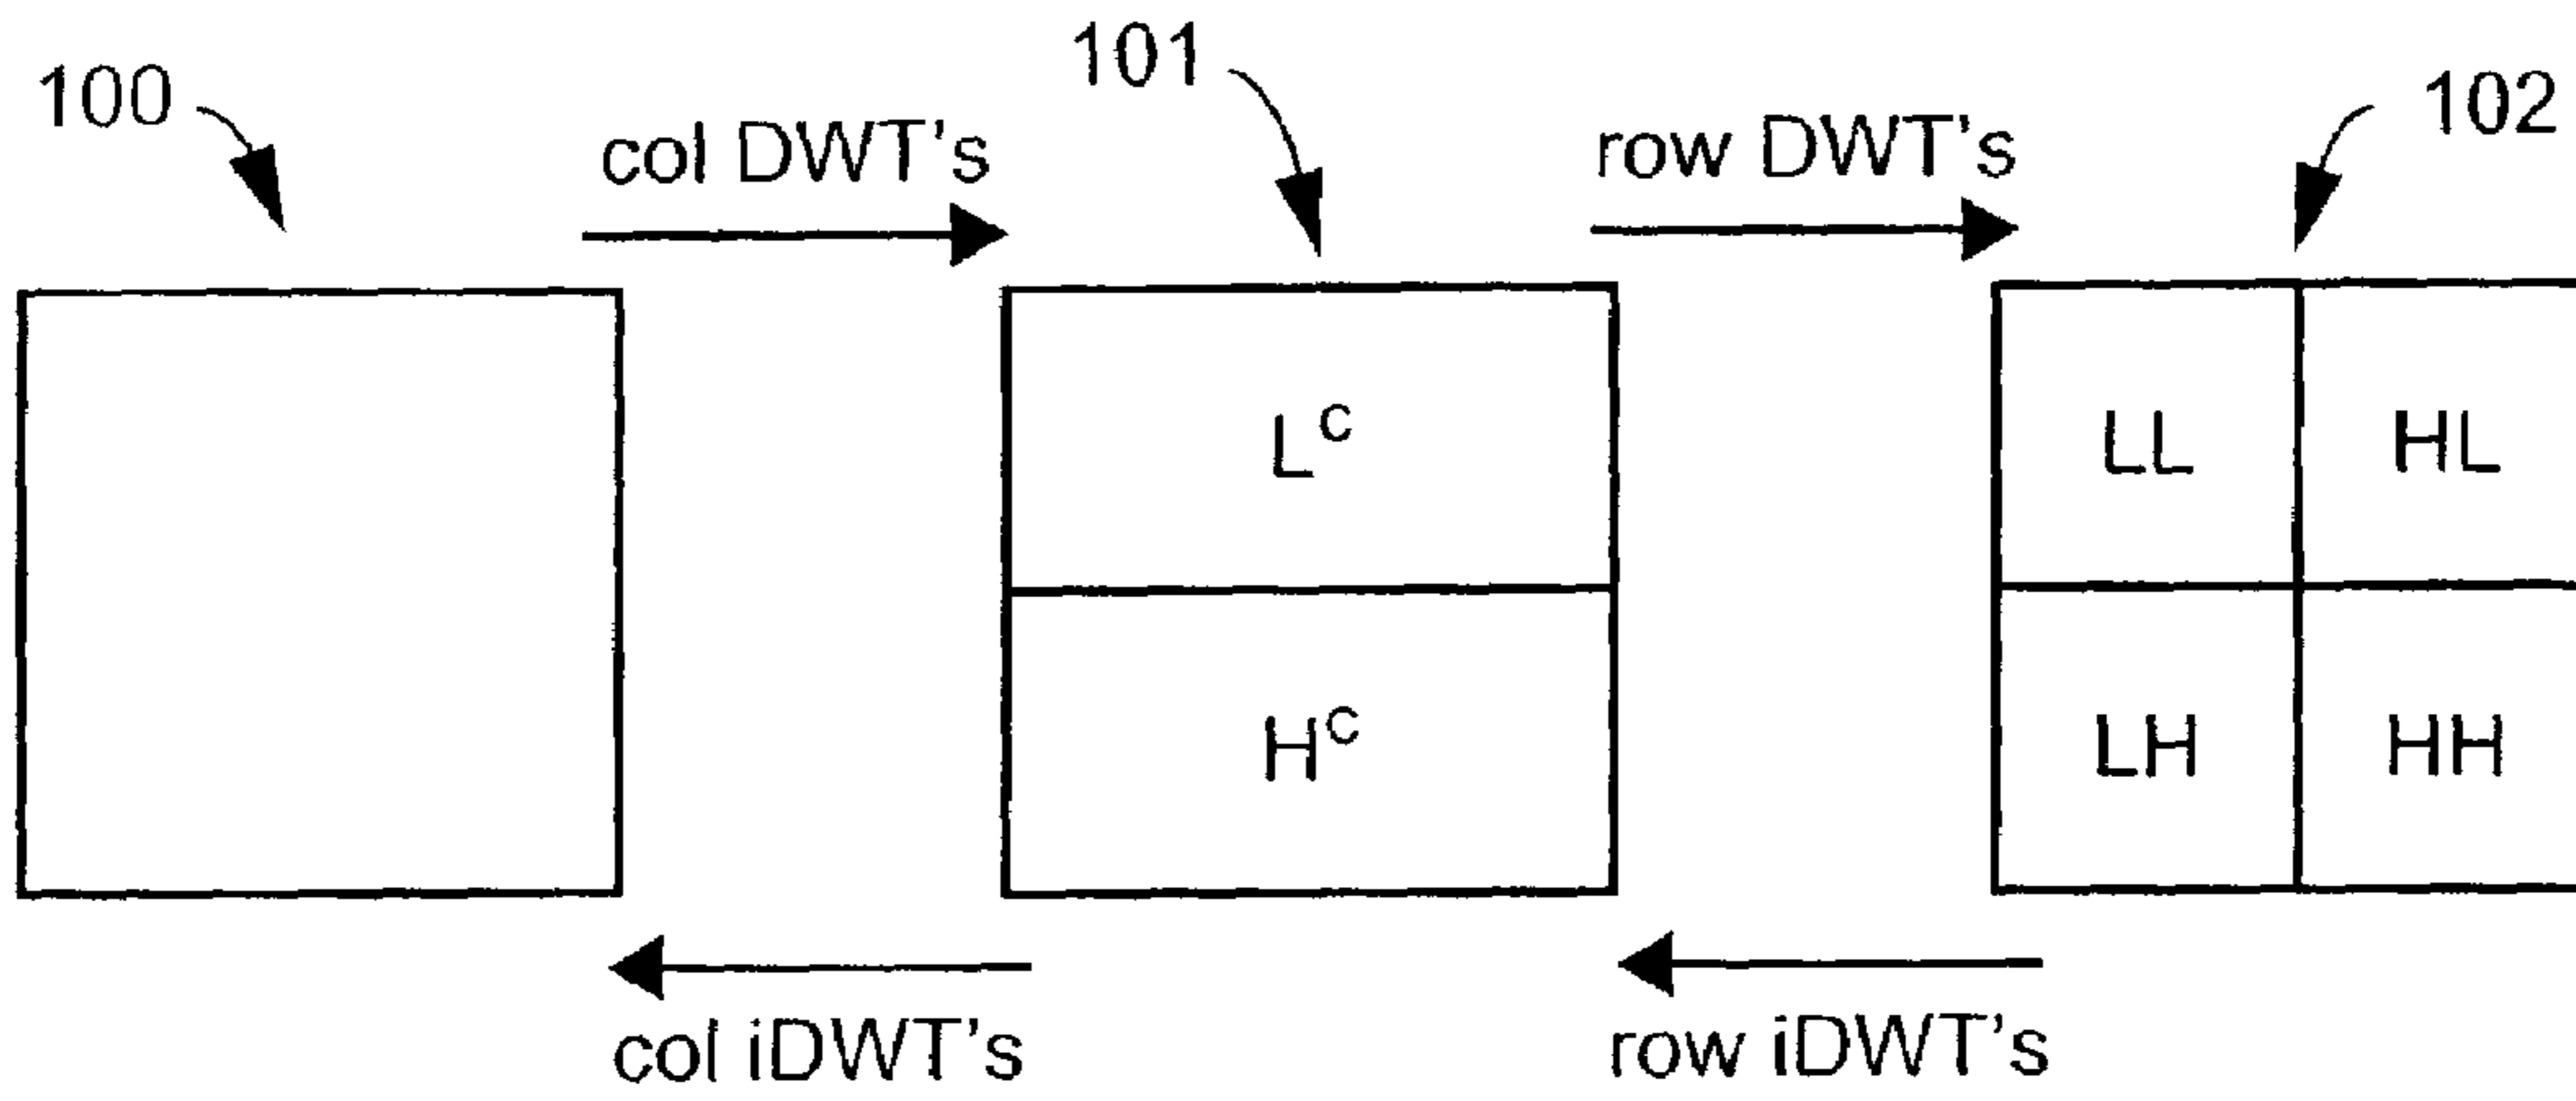 100
101
102
col DWT's
row DWT's
L^C
H^C
LL
HL
LH
HH
col iDWT's
row iDWT's